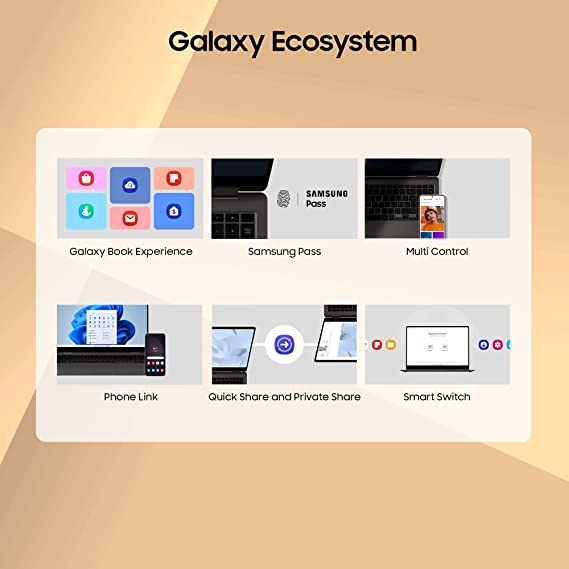 Galaxy Ecosystem
SAMSUNG
Pass
Galaxy Book Experience
Samsung Pass
Multi Control
Phone Link
Quick Share and Private Share
Smart Switch